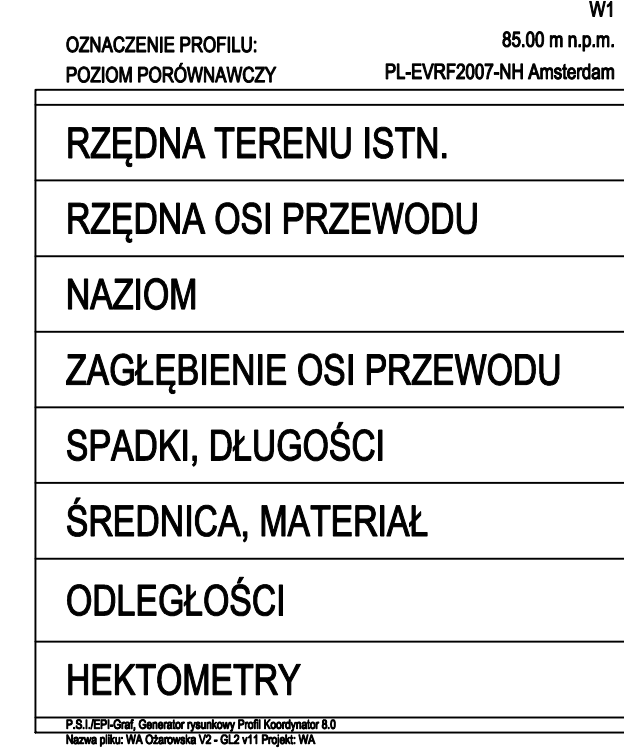 W1
OZNACZENIE PROFILU: 85.00 m n.p.m.
POZIOM PORÓWNAWCZY PL-EVRF2007-NH Amsterdam
RZĘDNA TERENU ISTN.
RZĘDNA OSI PRZEWODU
NAZIOM
ZAGŁĘBIENIE OSI PRZEWODU
SPADKI, DŁUGOŚCI
ŚREDNICA, MATERIAŁ
ODLEGŁOŚCI
HEKTOMETRY
P.S.I./EPI-Graf, Generator rysunkowy Profil Koordynator 8.0
Nazwa pliku: WA Ożarowska V2 - GL2 v11 Projekt: WA